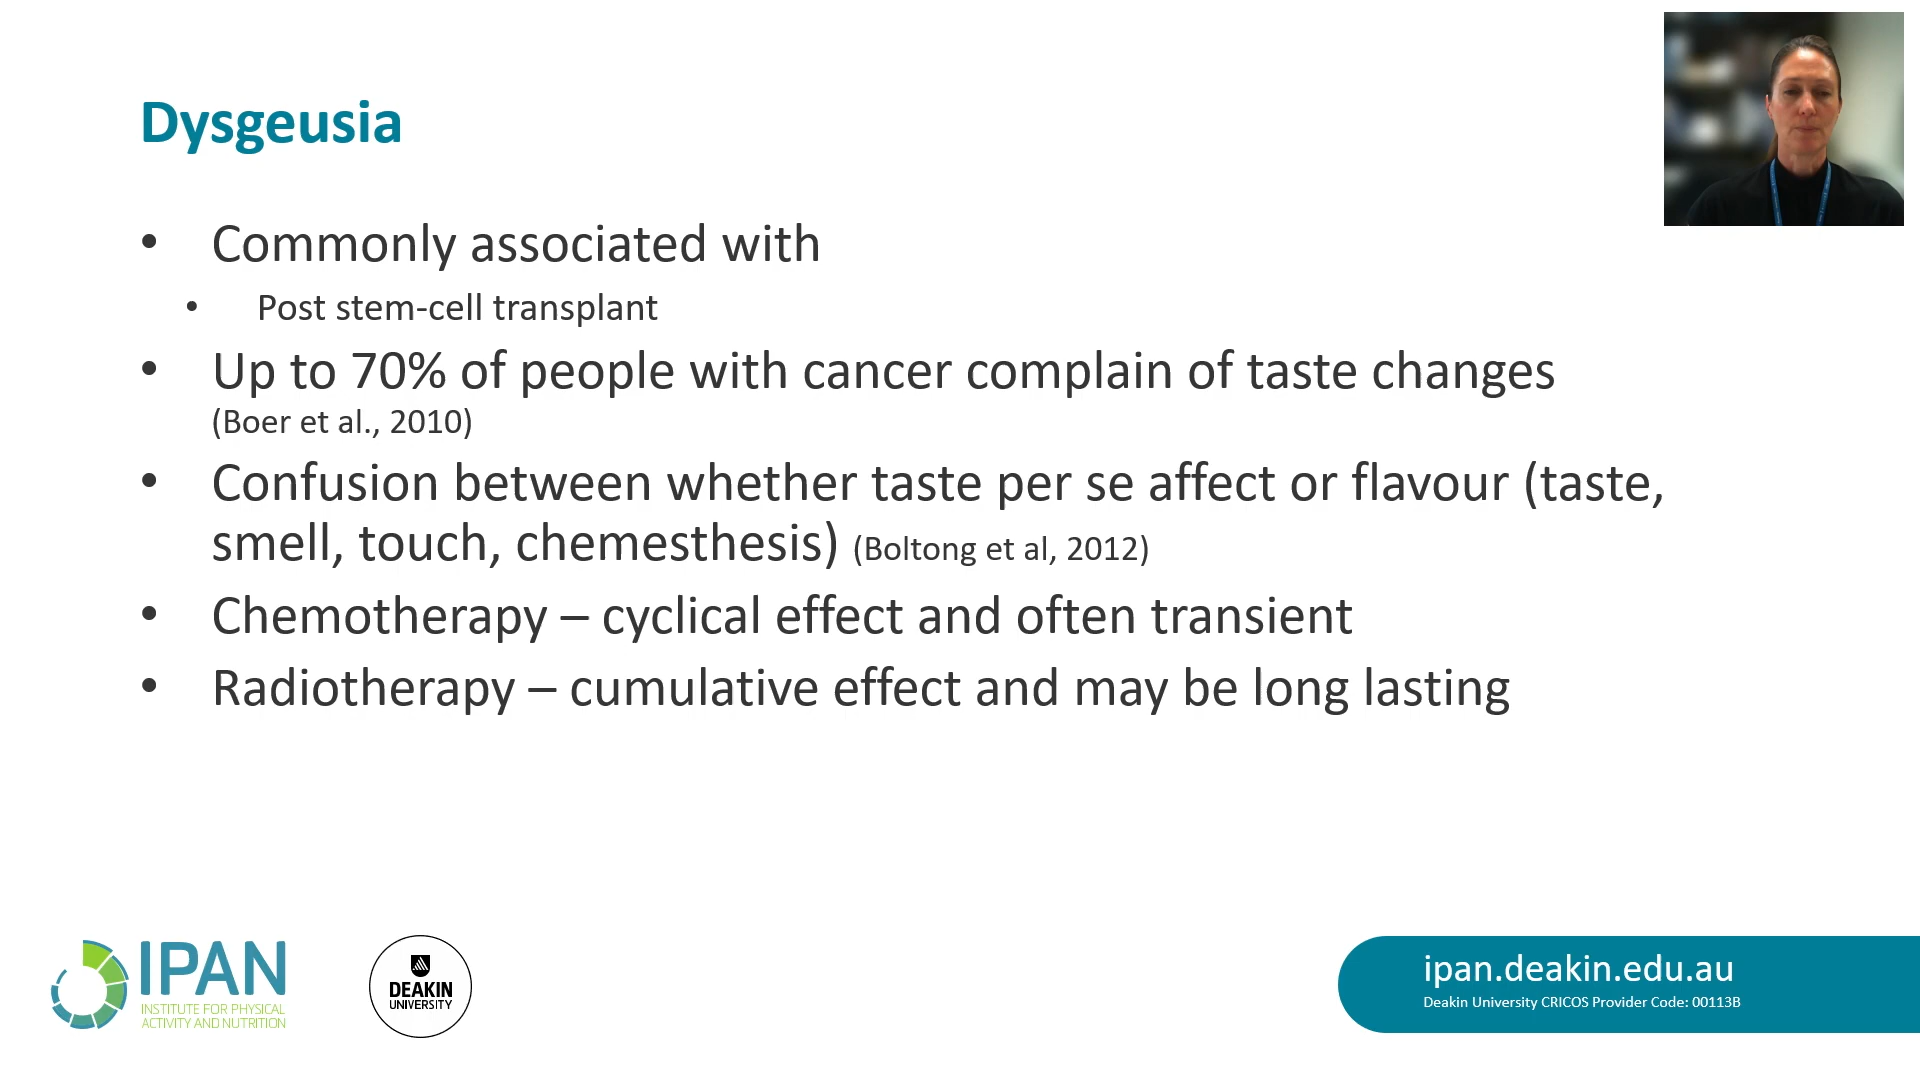 Dysgeusia
• Commonly associated with
• Post stem-cell transplant
• Up to 70% of people with cancer complain of taste changes
(Boer et al., 2010)
• Confusion between whether taste per se affect or flavour (taste,
smell, touch, chemesthesis) (Boltong et al, 2012)
• Chemotherapy – cyclical effect and often transient
• Radiotherapy – cumulative effect and may be long lasting
IPAN
INSTITUTE FOR PHYSICAL
ACTIVITY AND NUTRITION
DEAKIN
UNIVERSITY
ipan.deakin.edu.au
Deakin University CRICOS Provider Code: 00113B